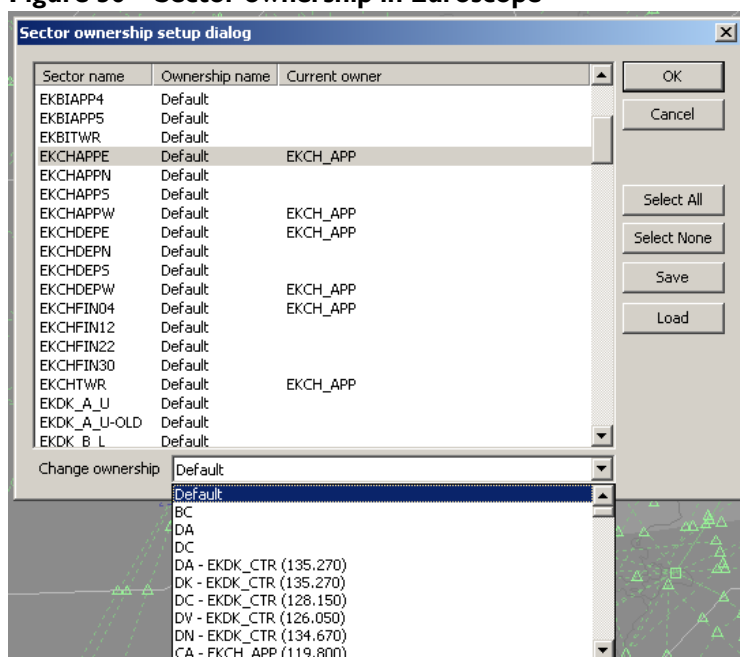 Figure 30 - Sector ownership in Euroscope
Sector ownership setup dialog
Sector name Ownership name Current owner
EKBIAPP4 Default
EKBIAPP5 Default
EKBITWR Default
EKCHAPPE Default EKCH_APP
EKCHAPPN Default
EKCHAPPS Default
EKCHAPPW Default EKCH_APP
EKCHDEPE Default EKCH_APP
EKCHDEPN Default
EKCHDEPS Default
EKCHDEPW Default EKCH_APP
EKCHFIN04 Default EKCH_APP
EKCHFIN12 Default
EKCHFIN22 Default
EKCHFIN30 Default
EKCHTWR Default EKCH_APP
EKDK_A_U Default
EKDK_A_U-OLD Default
EKDK_B_L Default
OK
Cancel
Select All
Select None
Save
Load
Change ownership Default
Default
BC
DA
DC
DA - EKDK_CTR (135.270)
DK - EKDK_CTR (135.270)
DC - EKDK_CTR (128.150)
DV - EKDK_CTR (126.050)
DN - EKDK_CTR (134.670)
CA - EKCH_APP (119.800)